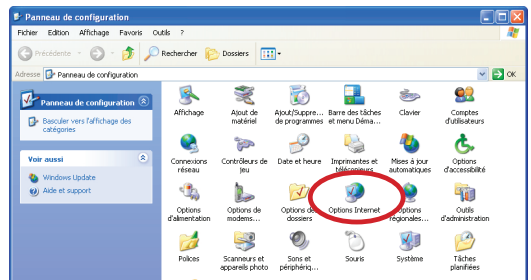 Panneau de configuration
Fichier Edition Affichage Favoris Outils ?
Précédente Rechercher Dossiers
Adresse Panneau de configuration OK
Panneau de configuration
Basculer vers l'affichage des
catégories
Voir aussi
Windows Update
Aide et support
Affichage
Ajout de
matériel
Ajout/Suppre...
de programmes
Barre des tâches
et menu Déma...
Clavier
Comptes
d'utilisateurs
Connexions
réseau
Contrôleurs de
jeu
Date et heure
Imprimantes et
télécopieurs
Mises à jour
automatiques
Options
d'accessibilité
Options
d'alimentation
Options de
modems...
Options des
dossiers
Options Internet
Options
régionales...
Outils
d'administration
Polices
Scanneurs et
appareils photo
Sons et
périphériq...
Souris
Système
Tâches
planifiées